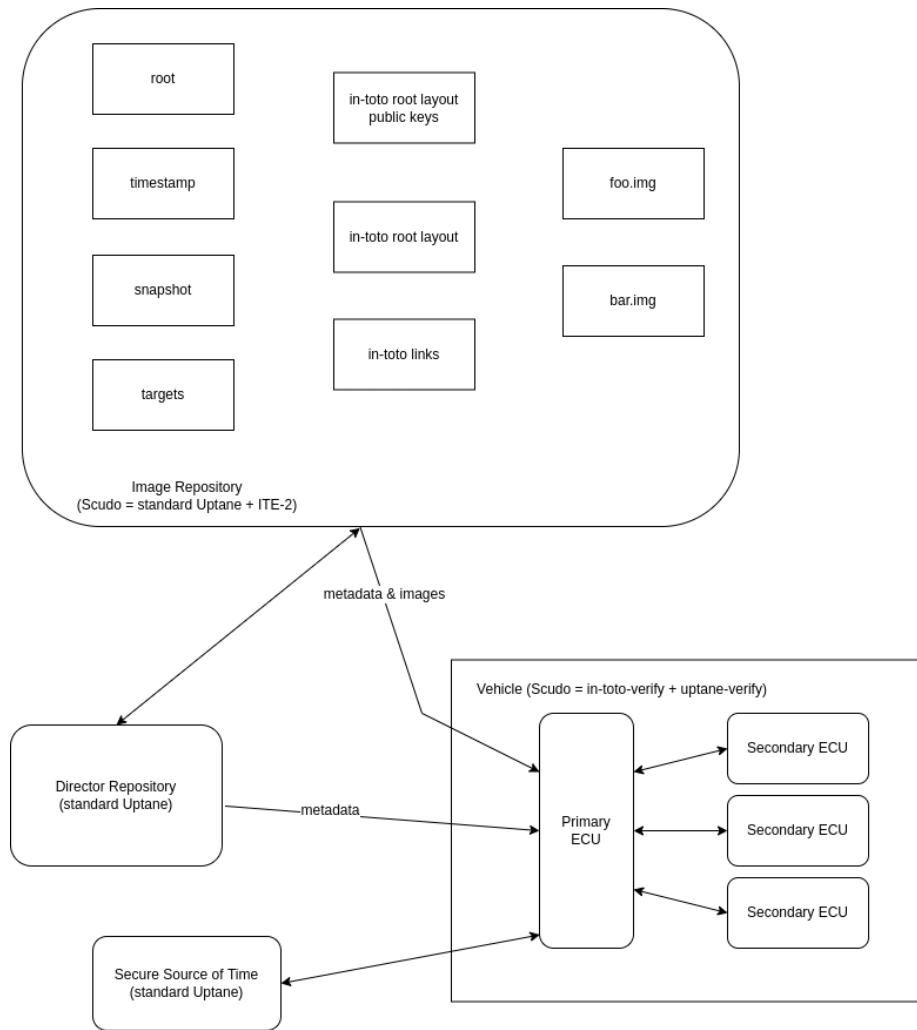 root
timestamp
snapshot
targets
in-toto root layout
public keys
in-toto root layout
in-toto links
foo.img
bar.img
Image Repository
(Scudo = standard Uptane + ITE-2)
metadata & images
Vehicle (Scudo = in-toto-verify + uptane-verify)
Director Repository
(standard Uptane)
metadata
Primary
ECU
Secondary ECU
Secondary ECU
Secondary ECU
Secure Source of Time
(standard Uptane)